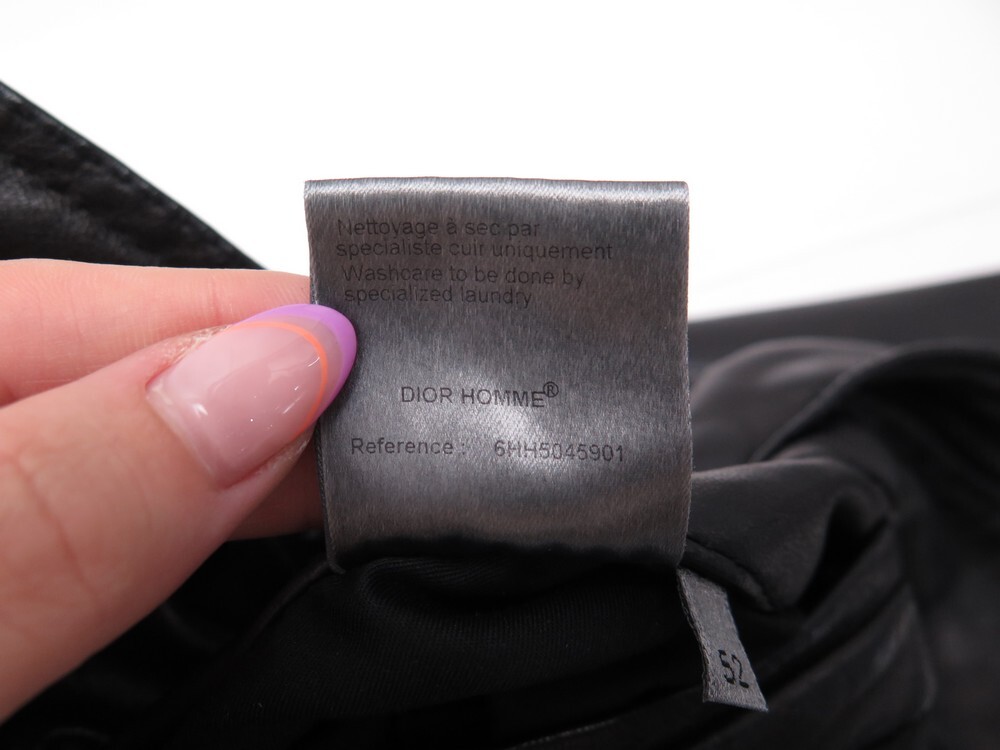 Nettoyage à sec par
specialiste cuir uniquement
Washcare to be done by
specialized laundry
DIOR HOMME®
Reference : 6HH5045901
52